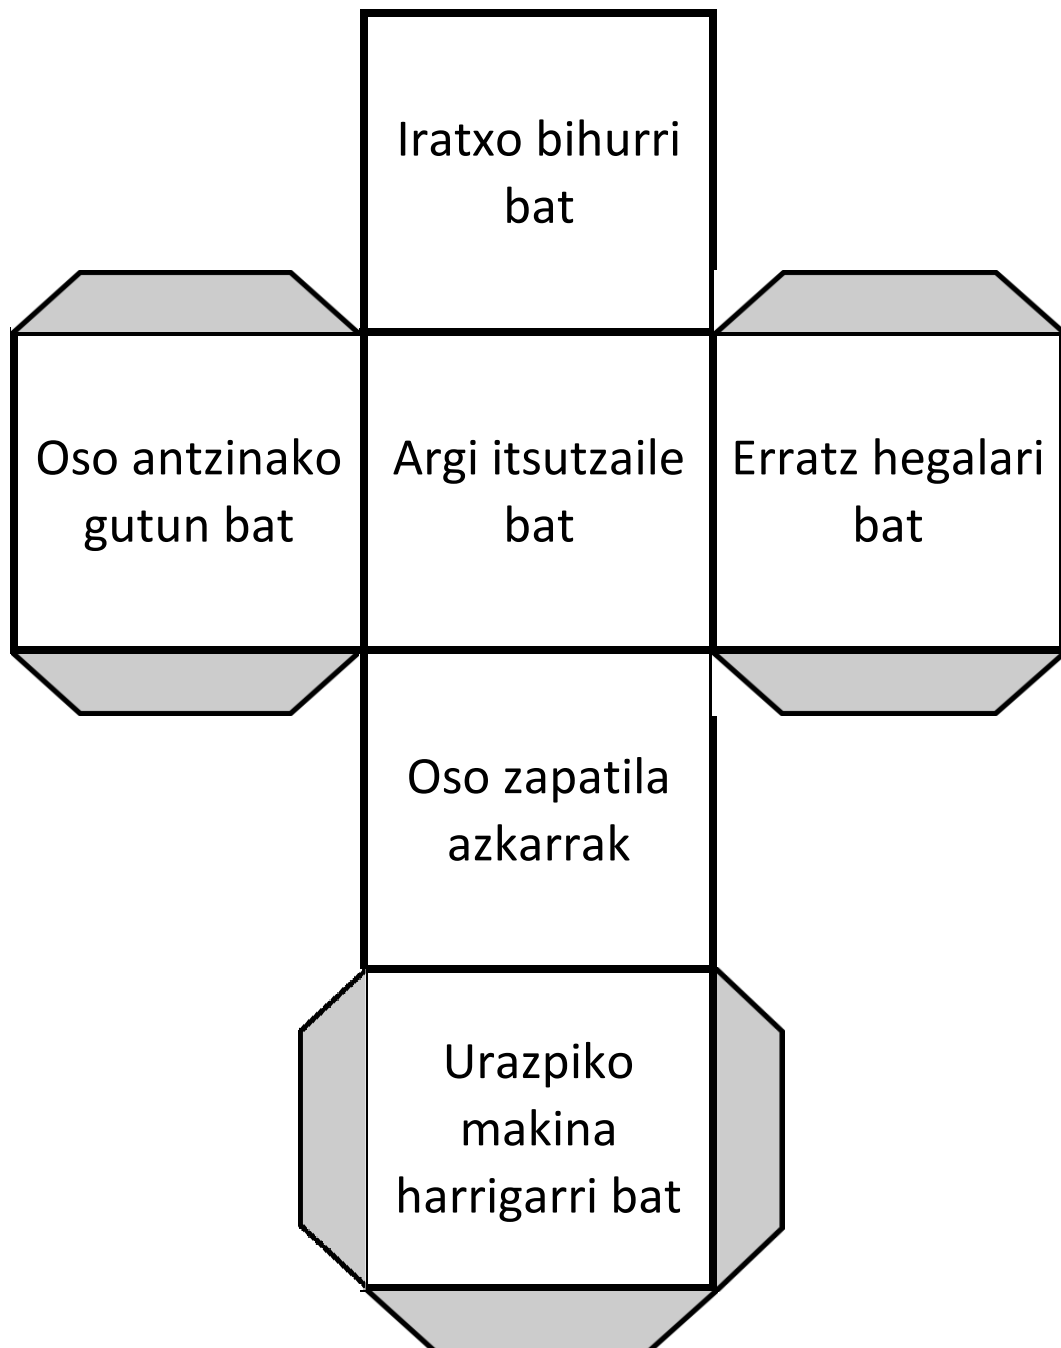 Iratxo bihurri
bat
Oso antzinako
gutun bat
Argi itsutzaile
bat
Erratz hegalari
bat
Oso zapatila
azkarrak
Urazpiko
makina
harrigarri bat